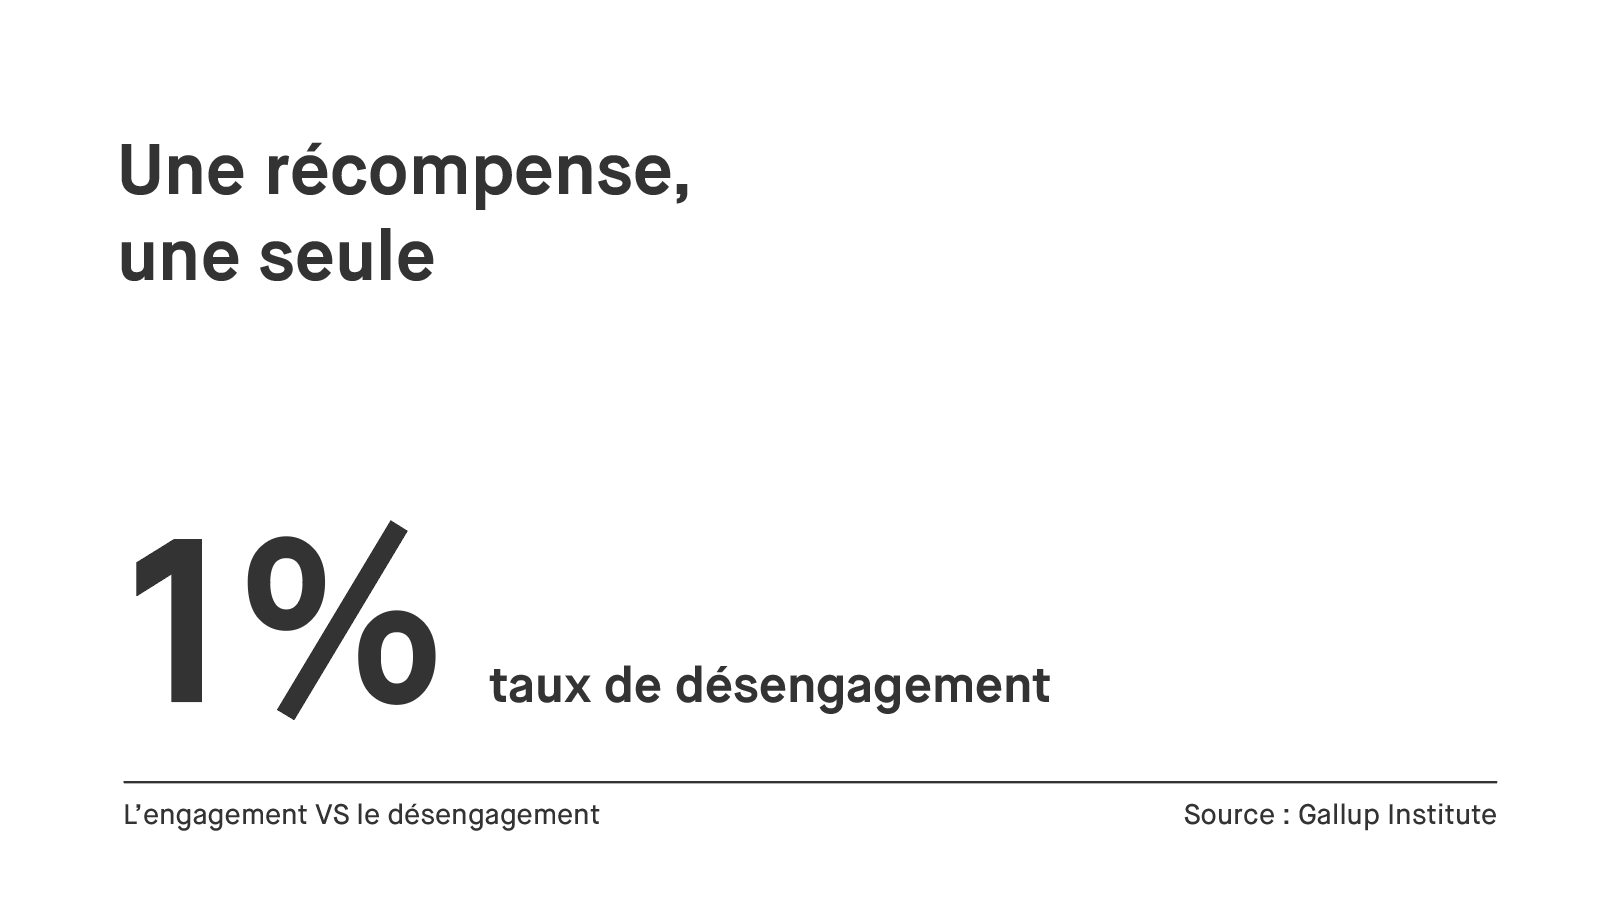 Une récompense,
une seule
1% taux de désengagement
L’engagement VS le désengagement
Source : Gallup Institute